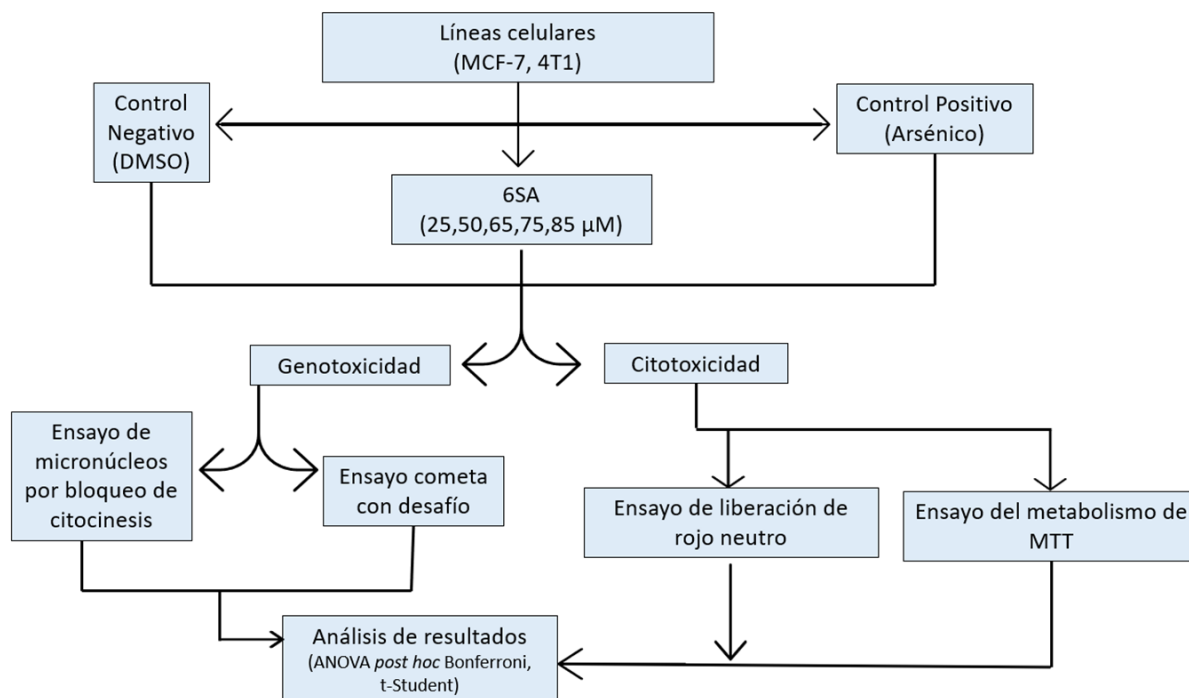 Líneas celulares
(MCF-7, 4T1)
Control
Negativo
(DMSO)
Control Positivo
(Arsénico)
6SA
(25,50,65,75,85 µM)
Genotoxicidad
Citotoxicidad
Ensayo de
micronúcleos
por bloqueo de
citocinesis
Ensayo cometa
con desafío
Ensayo de liberación de
rojo neutro
Ensayo del metabolismo de
MTT
Análisis de resultados
(ANOVA post hoc Bonferroni,
t-Student)